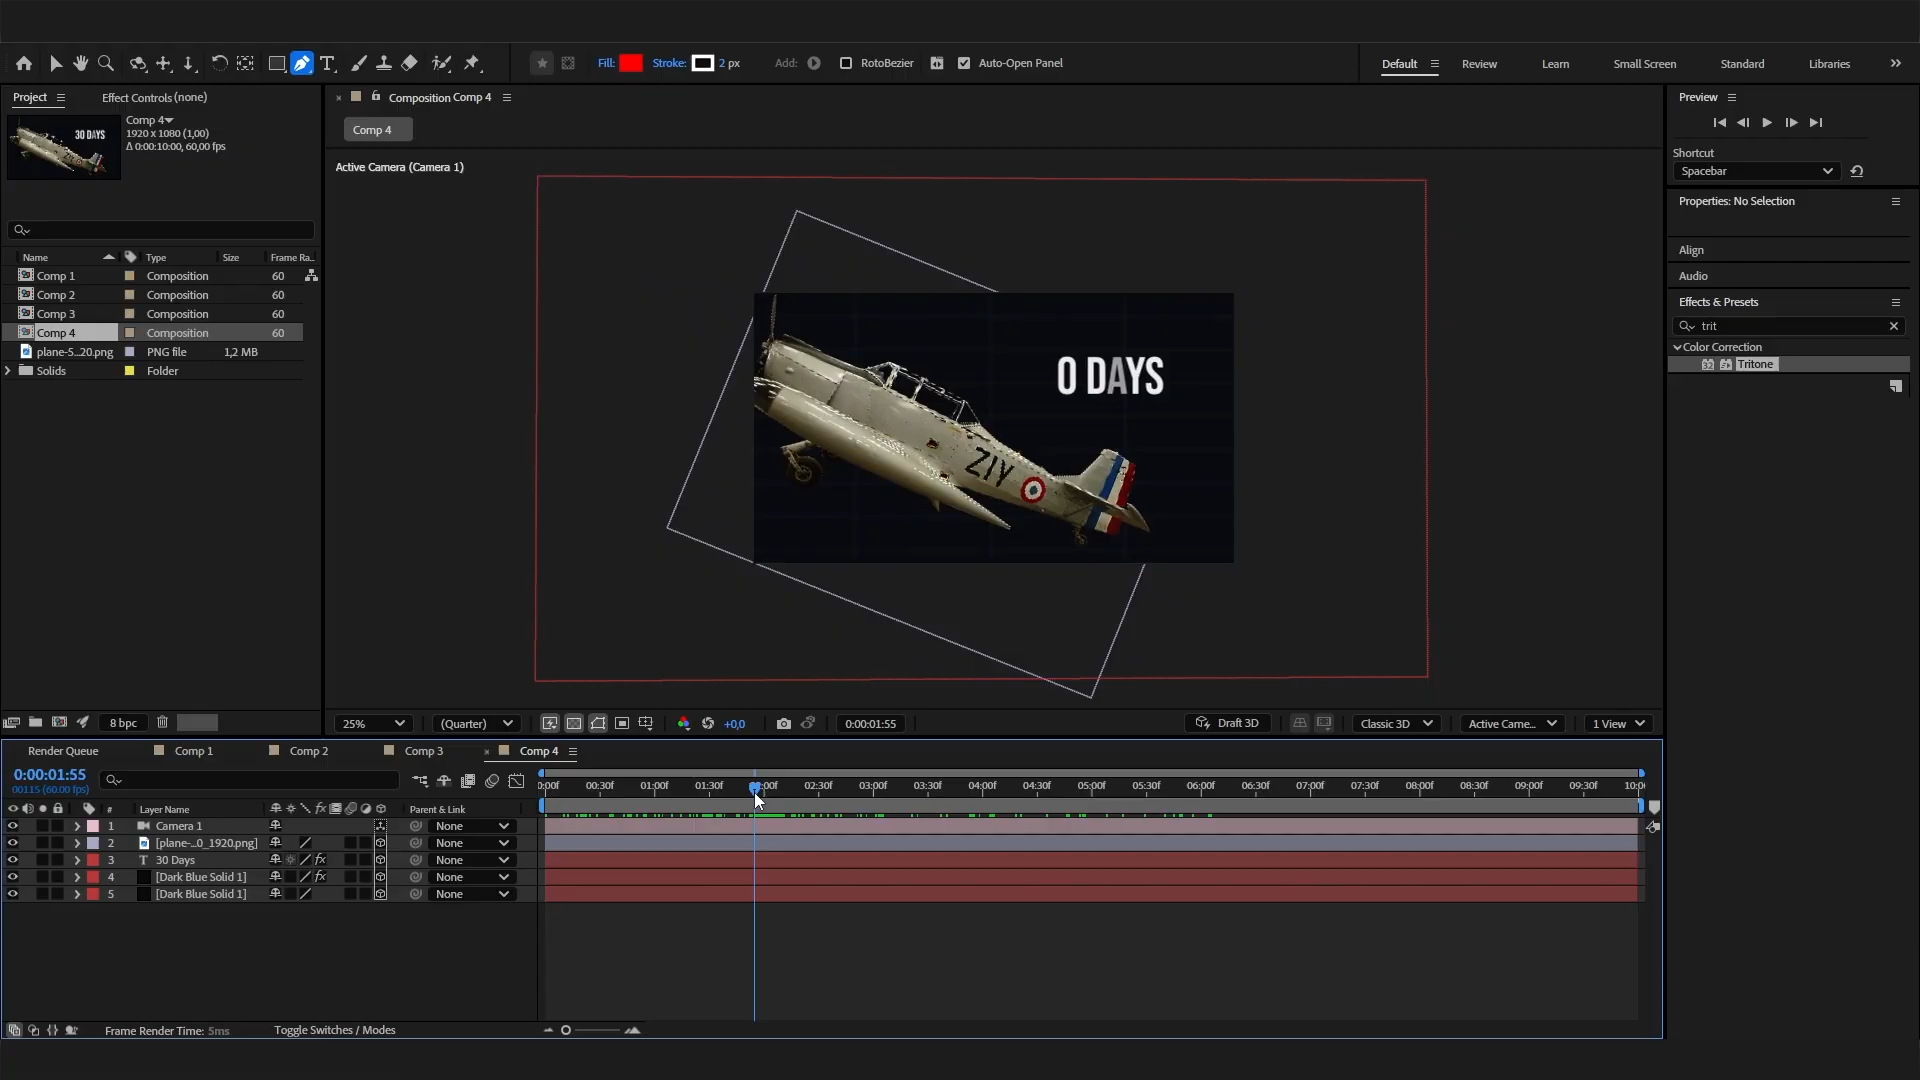 Fill:
Stroke:
2 px
Add:
RotoBezier
Auto-Open Panel
Default
Review
Learn
Small Screen
Standard
Libraries
Project
Effect Controls (none)
Comp 4
1920 x 1080 (1,00)
Δ 0:00:10:00, 60,00 fps
30 DAYS
Name
Type
Size
Frame Ra..
Comp 1
Composition
60
Comp 2
Composition
60
Comp 3
Composition
60
Comp 4
Composition
60
plane-5...20.png
PNG file
1,2 MB
Solids
Folder
8 bpc
Composition Comp 4
Comp 4
Active Camera (Camera 1)
0 DAYS
ZIY
25%
(Quarter)
+0,0
0:00:01:55
Draft 3D
Classic 3D
Active Came...
1 View
Preview
Shortcut
Spacebar
Properties: No Selection
Align
Audio
Effects & Presets
trit
Color Correction
32
Tritone
Render Queue
Comp 1
Comp 2
Comp 3
Comp 4
0:00:01:55
00115 (60.00 fps)
#
Layer Name
fx
Parent & Link
1
Camera 1
None
2
[plane-...0_1920.png]
None
3
T
30 Days
fx
None
4
[Dark Blue Solid 1]
fx
None
5
[Dark Blue Solid 1]
None
0:00f
00:30f
01:00f
01:30f
:00f
02:30f
03:00f
03:30f
04:00f
04:30f
05:00f
05:30f
06:00f
06:30f
07:00f
07:30f
08:00f
08:30f
09:00f
09:30f
10:0
Frame Render Time: 5ms
Toggle Switches / Modes